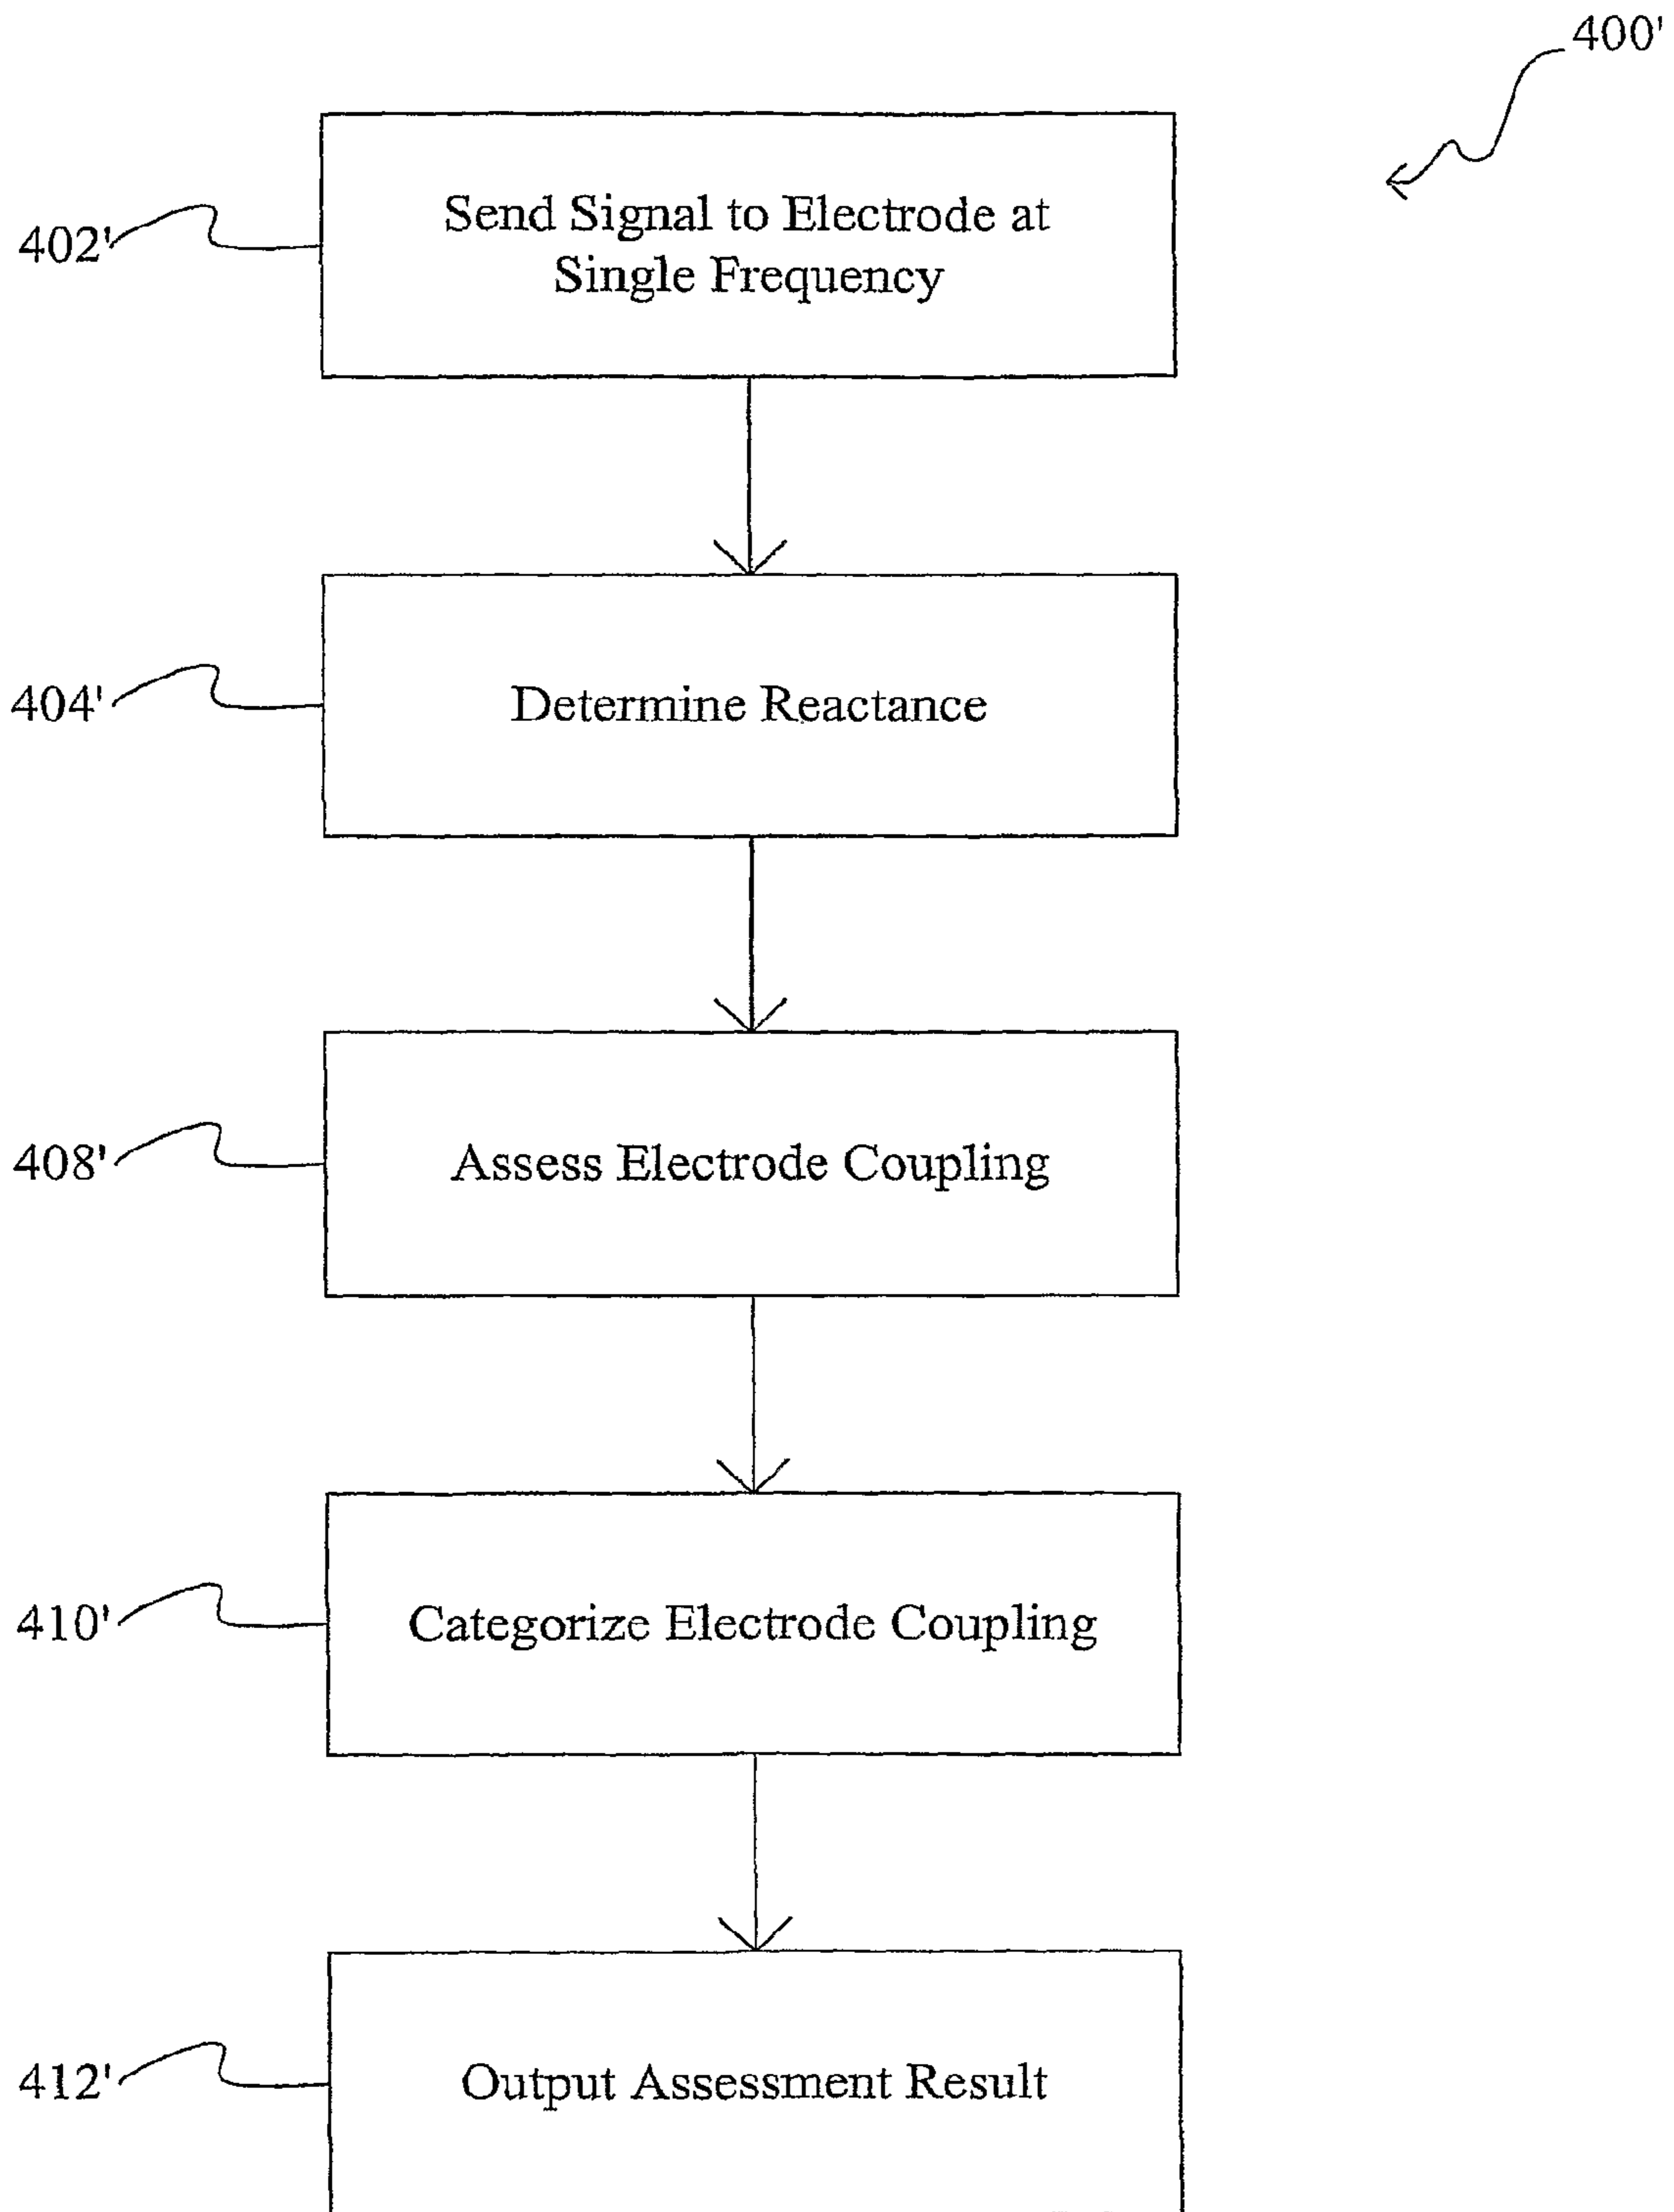 400'
402'
Send Signal to Electrode at
Single Frequency
404'
Determine Reactance
408'
Assess Electrode Coupling
410'
Categorize Electrode Coupling
412'
Output Assessment Result